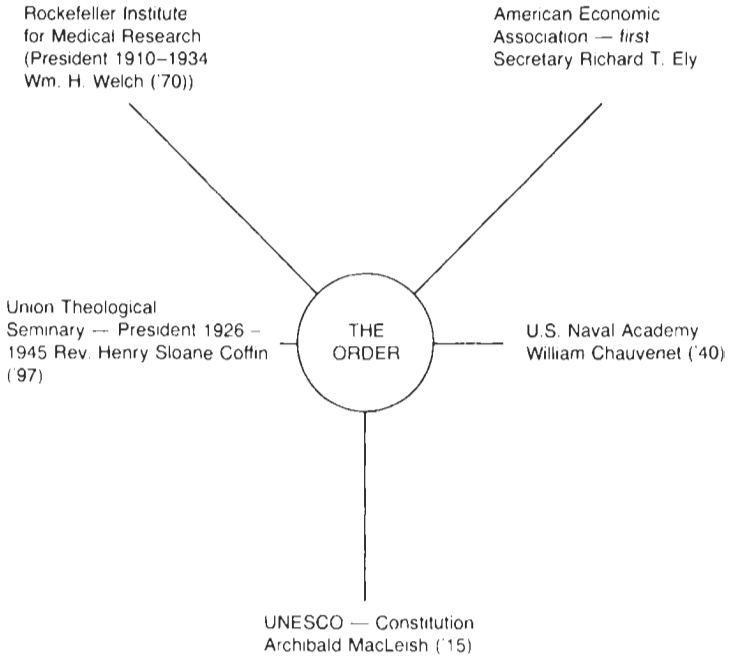 Rockefeller Institute
for Medical Research
(President 1910–1934
Wm. H. Welch ('70))
American Economic
Association — first
Secretary Richard T. Ely
Union Theological
Seminary — President 1926 –
1945 Rev. Henry Sloane Coffin
('97)
THE
ORDER
U.S. Naval Academy
William Chauvenet ('40)
UNESCO — Constitution
Archibald MacLeish ('15)